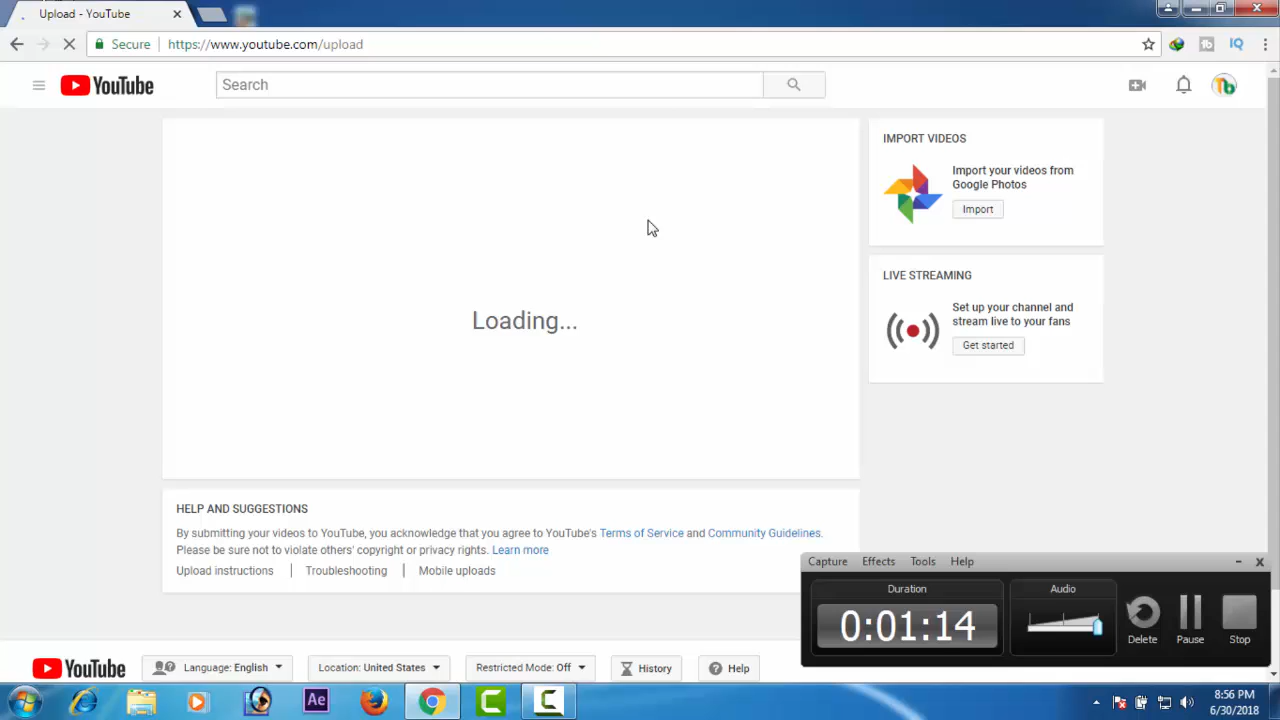 Upload - YouTube
Secure
https://www.youtube.com/upload
YouTube
Search
IMPORT VIDEOS
Import your videos from
Google Photos
Import
Loading...
LIVE STREAMING
Set up your channel and
stream live to your fans
Get started
HELP AND SUGGESTIONS
By submitting your videos to YouTube, you acknowledge that you agree to YouTube's Terms of Service and Community Guidelines.
Please be sure not to violate others' copyright or privacy rights. Learn more
Upload instructions | Troubleshooting | Mobile uploads
Capture Effects Tools Help
Duration
Audio
0:01:14
Delete Pause Stop
YouTube
Language: English
Location: United States
Restricted Mode: Off
History
Help
Ae
8:56 PM
6/30/2018